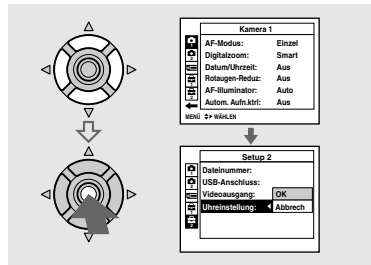 Kamera 1
AF-Modus: Einzel
Digitalzoom: Smart
Datum/Uhrzeit: Aus
Rotaugen-Reduz: Aus
AF-Illuminator: Auto
Autom. Aufn.ktrl: Aus
MENÜ WÄHLEN
Setup 2
Dateinummer:
USB-Anschluss:
Videoausgang: OK
Uhreinstellung: Abbrech